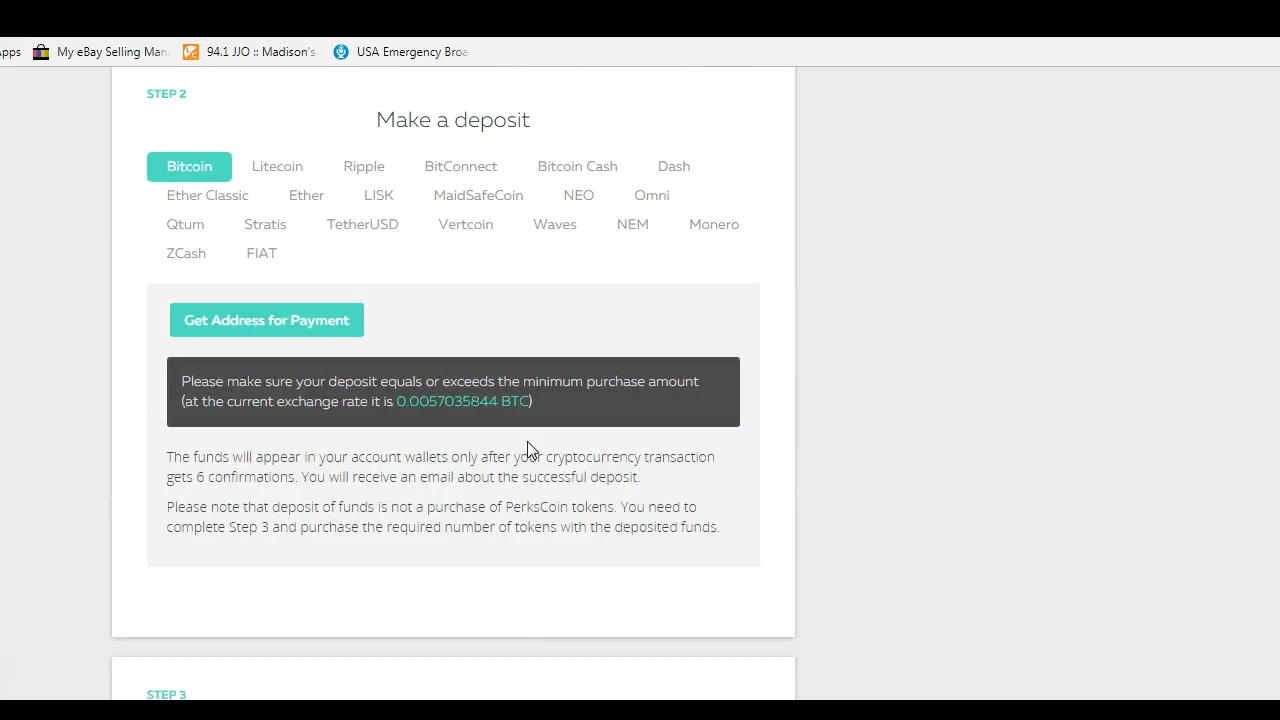 pps My eBay Selling Man 94.1 JJO :: Madison's USA Emergency Broa
STEP 2
Make a deposit
Bitcoin Litecoin Ripple BitConnect Bitcoin Cash Dash
Ether Classic Ether LISK MaidSafeCoin NEO Omni
Qtum Stratis TetherUSD Vertcoin Waves NEM Monero
ZCash FIAT
Get Address for Payment
Please make sure your deposit equals or exceeds the minimum purchase amount
(at the current exchange rate it is 0.0057035844 BTC)
The funds will appear in your account wallets only after your cryptocurrency transaction
gets 6 confirmations. You will receive an email about the successful deposit.
Please note that deposit of funds is not a purchase of PerksCoin tokens. You need to
complete Step 3 and purchase the required number of tokens with the deposited funds.
STEP 3